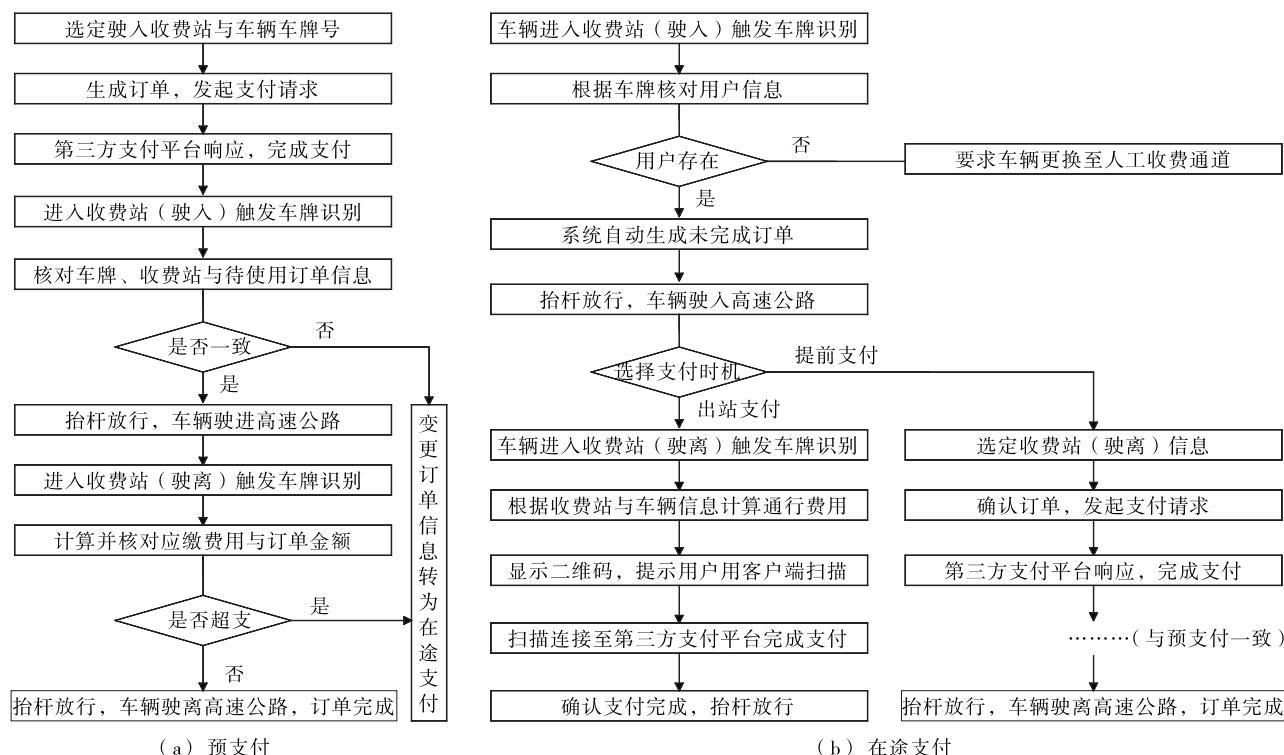 选定驶入收费站与车辆车牌号
生成订单，发起支付请求
第三方支付平台响应，完成支付
进入收费站（驶入）触发车牌识别
核对车牌、收费站与待使用订单信息
是否一致
否
是
抬杆放行，车辆驶进高速公路
进入收费站（驶离）触发车牌识别
计算并核对应缴费用与订单金额
是否超支
是
否
抬杆放行，车辆驶离高速公路，订单完成
变更订单信息转为在途支付
（a）预支付
车辆进入收费站（驶入）触发车牌识别
根据车牌核对用户信息
用户存在
否
要求车辆更换至人工收费通道
是
系统自动生成未完成订单
抬杆放行，车辆驶入高速公路
选择支付时机
提前支付
出站支付
车辆进入收费站（驶离）触发车牌识别
根据收费站与车辆信息计算通行费用
显示二维码，提示用户用客户端扫描
扫描连接至第三方支付平台完成支付
确认支付完成，抬杆放行
选定收费站（驶离）信息
确认订单，发起支付请求
第三方支付平台响应，完成支付
………（与预支付一致）
抬杆放行，车辆驶离高速公路，订单完成
（b）在途支付